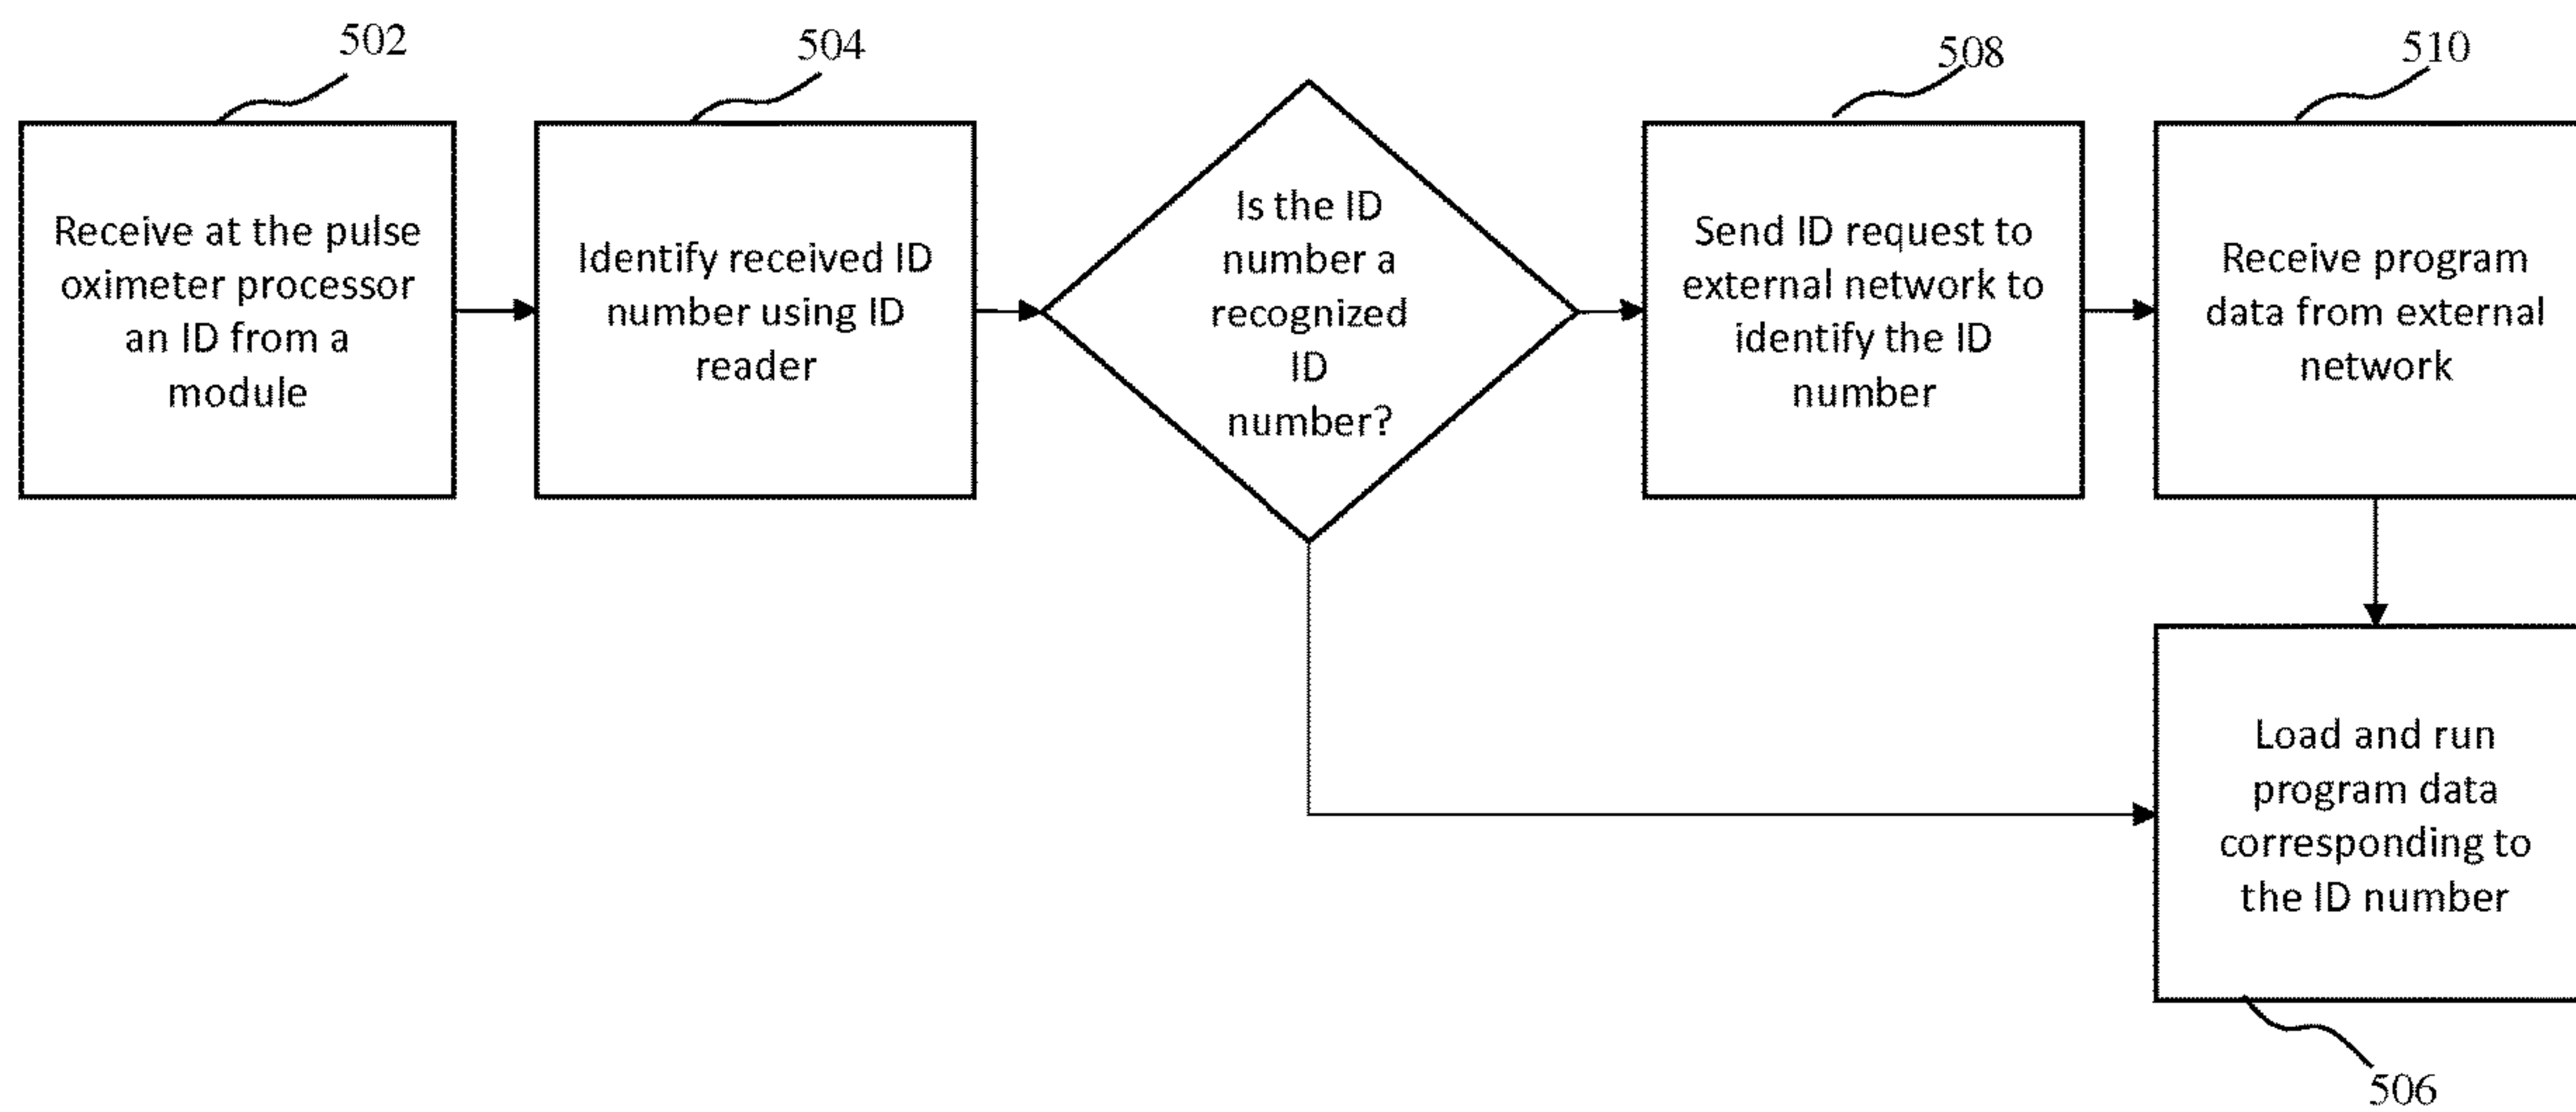 502
504
508
510
Receive at the pulse
oximeter processor
an ID from a
module
Identify received ID
number using ID
reader
Is the ID
number a
recognized
ID
number?
Send ID request to
external network to
identify the ID
number
Receive program
data from external
network
Load and run
program data
corresponding to
the ID number
506